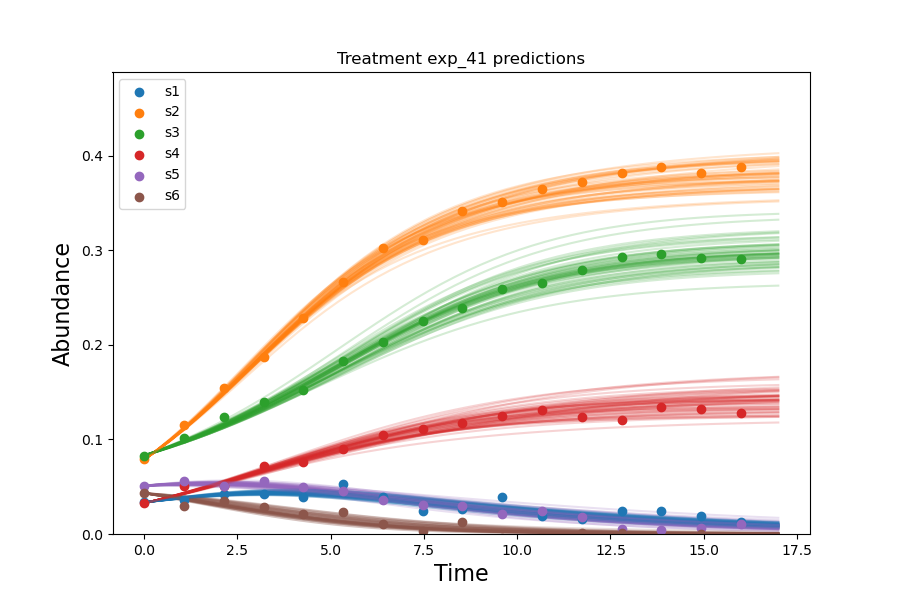 Treatment exp_41 predictions
s1
s2
s3
s4
s5
s6
Abundance
0.4
0.3
0.2
0.1
0.0
0.0 2.5 5.0 7.5 10.0 12.5 15.0 17.5
Time